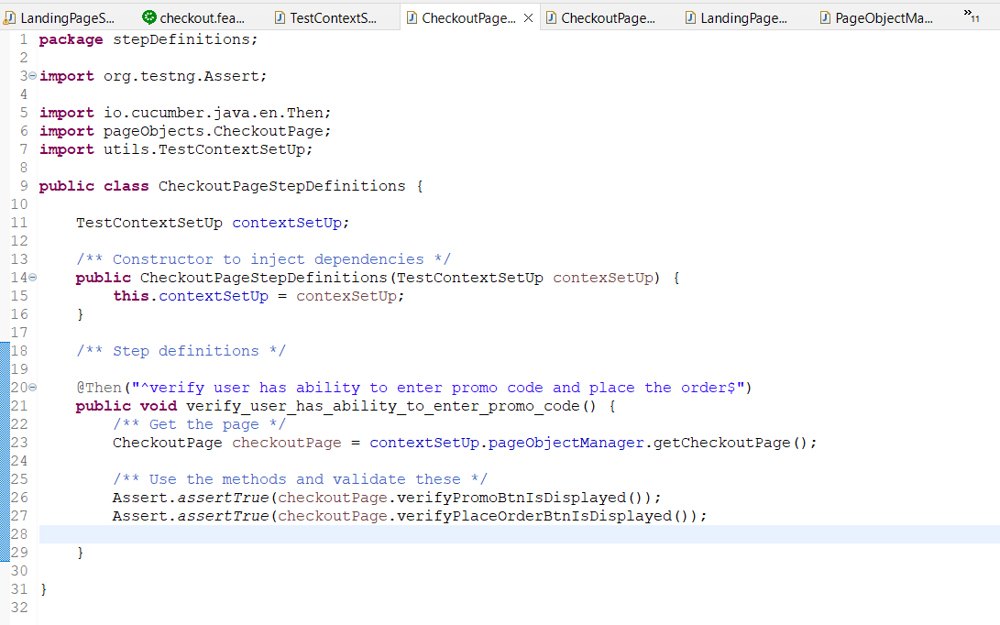 LandingPageS... checkout.fea... TestContextS... CheckoutPage... CheckoutPage... LandingPage... PageObjectMa... »11
1 package stepDefinitions;
2
3 import org.testng.Assert;
4
5 import io.cucumber.java.en.Then;
6 import pageObjects.CheckoutPage;
7 import utils.TestContextSetUp;
8
9 public class CheckoutPageStepDefinitions {
10
11     TestContextSetUp contextSetUp;
12
13     /** Constructor to inject dependencies */
14     public CheckoutPageStepDefinitions(TestContextSetUp contexSetUp) {
15         this.contextSetUp = contexSetUp;
16     }
17
18     /** Step definitions */
19
20     @Then("^verify user has ability to enter promo code and place the order$")
21     public void verify_user_has_ability_to_enter_promo_code() {
22         /** Get the page */
23         CheckoutPage checkoutPage = contextSetUp.pageObjectManager.getCheckoutPage();
24
25         /** Use the methods and validate these */
26         Assert.assertTrue(checkoutPage.verifyPromoBtnIsDisplayed());
27         Assert.assertTrue(checkoutPage.verifyPlaceOrderBtnIsDisplayed());
28
29     }
30
31 }
32